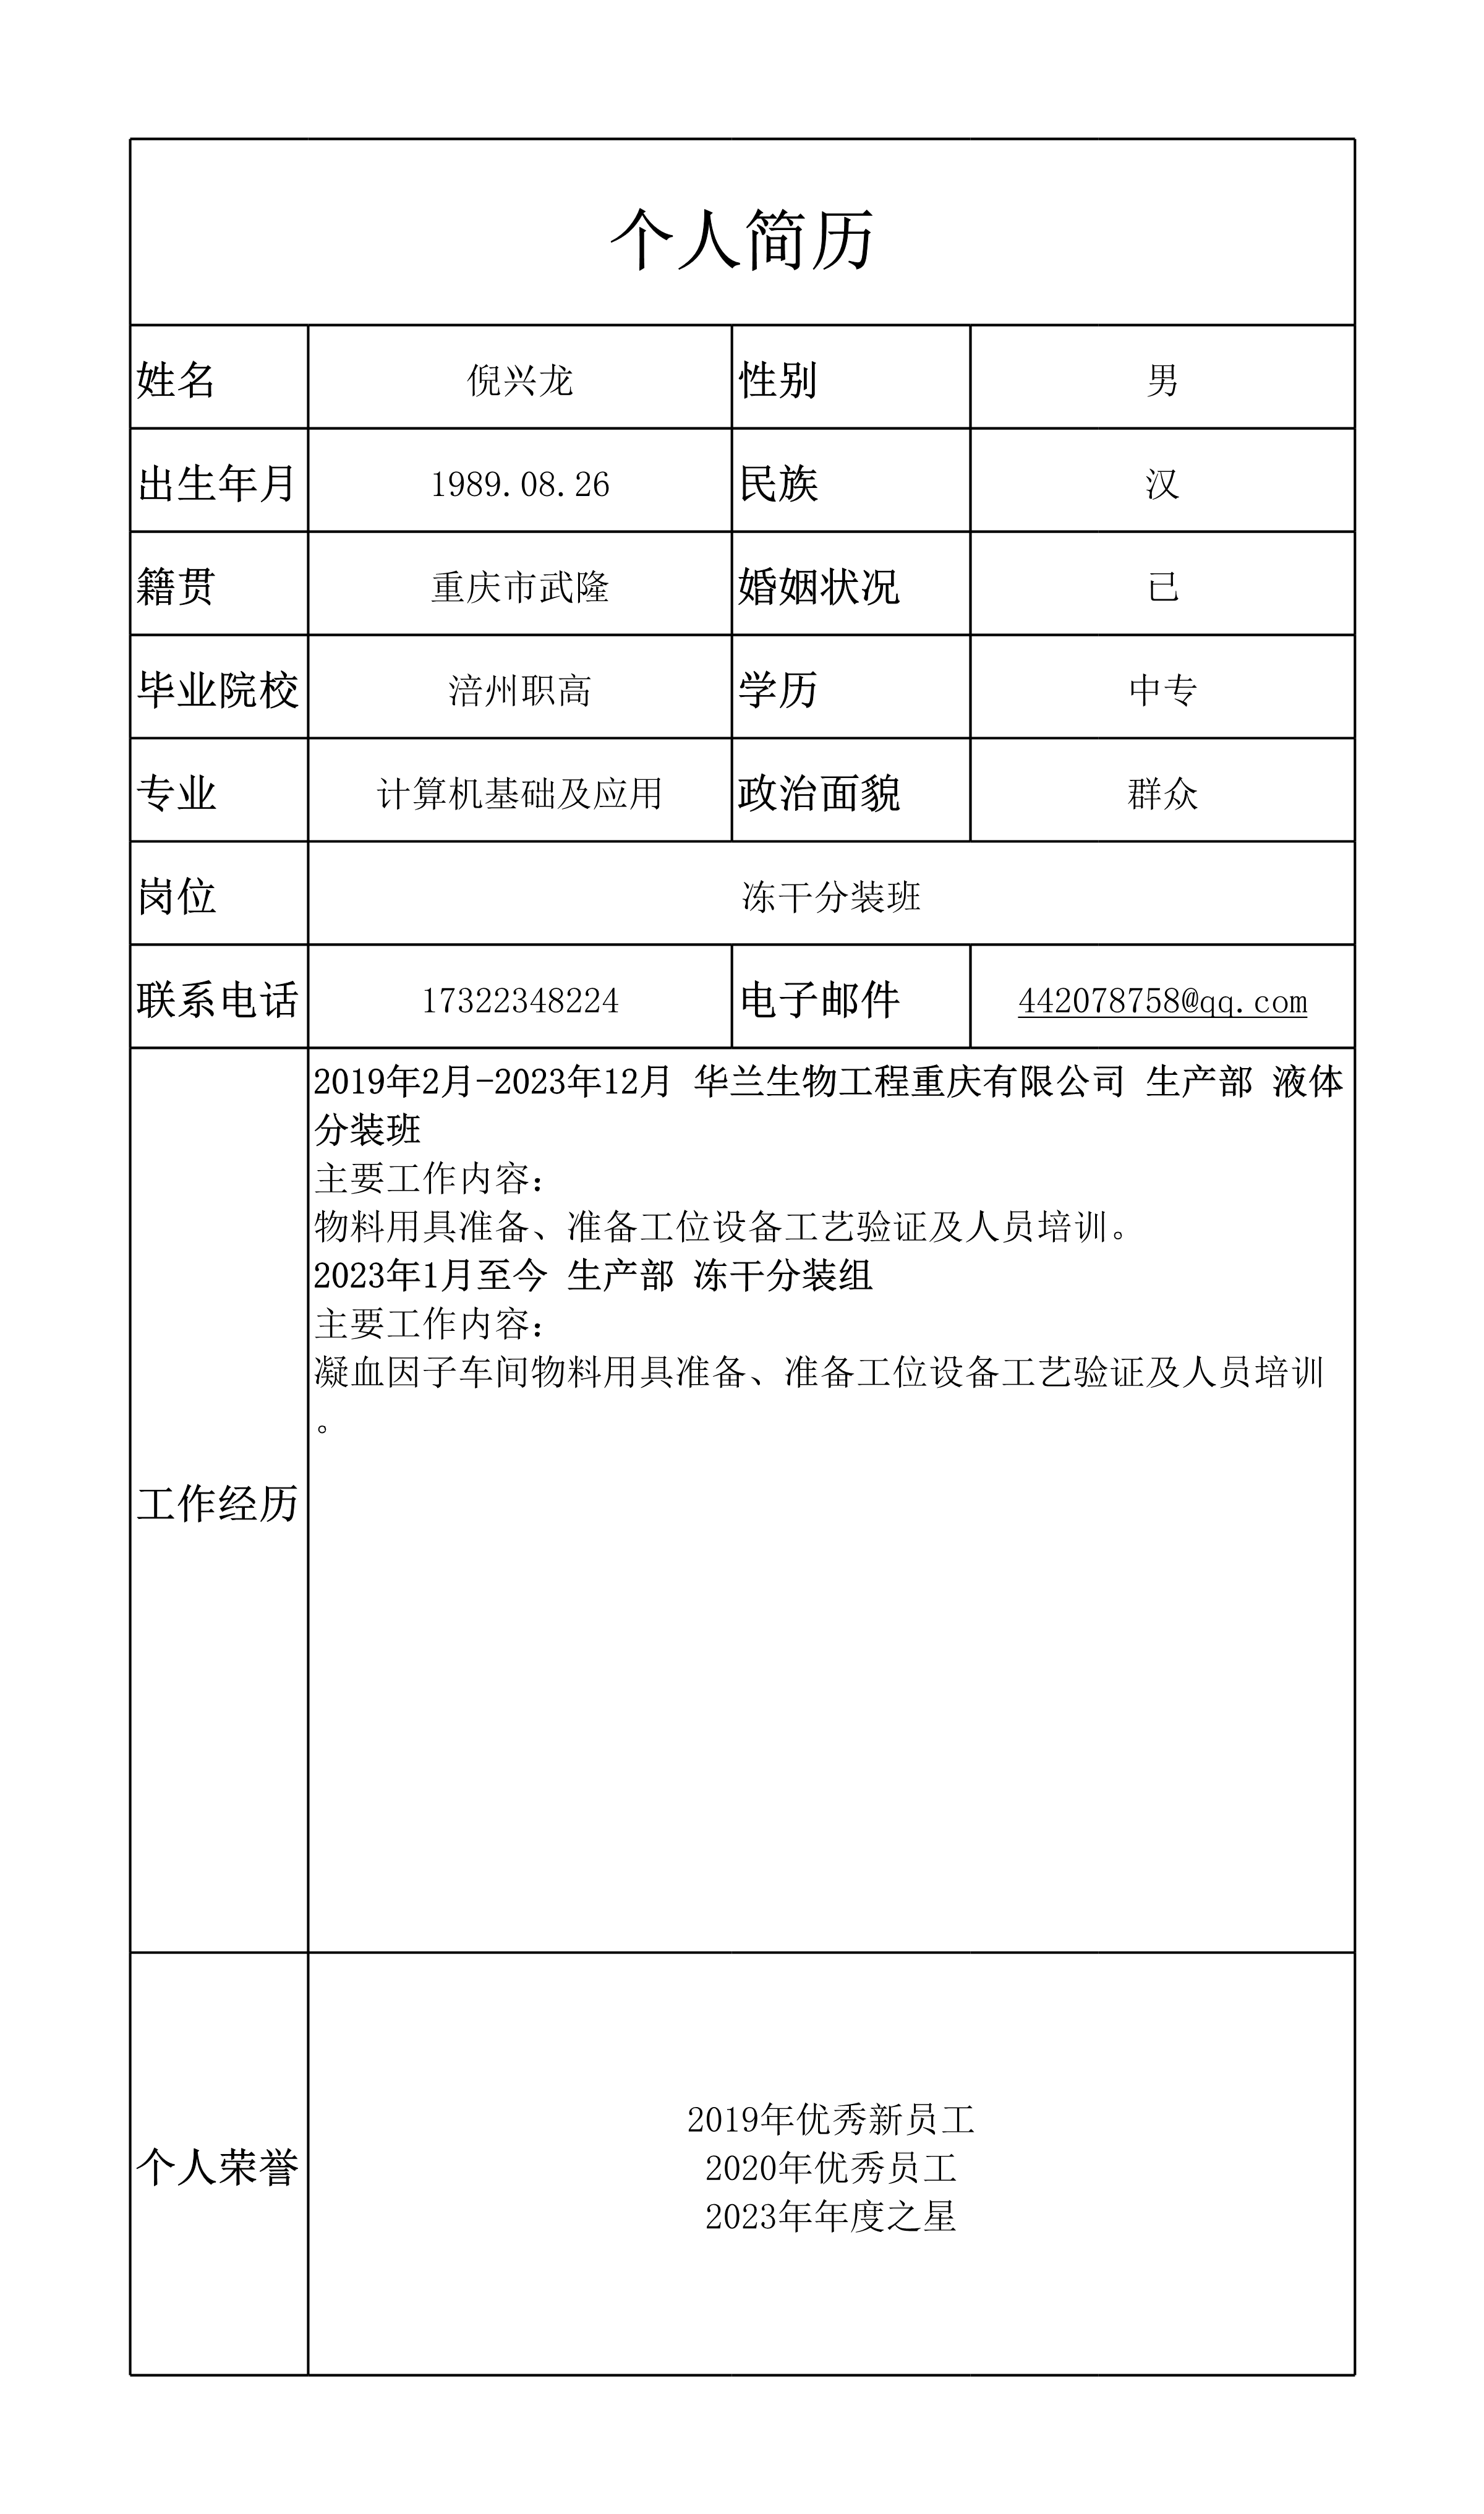 个人简历
姓名 倪兴龙 性别 男
出生年月 1989.08.26 民族 汉
籍贯 重庆市武隆 婚姻状况 已
毕业院校 涪州职高 学历 中专
专业 计算机基础及应用 政治面貌 群众
岗位 冻干分装班
联系电话 17322348224 电子邮件 442078758@qq.com
工作经历
2019年2月-2023年12月 华兰生物工程重庆有限公司 生产部 液体
分装班
主要工作内容：
物料用具准备、准备工位设备工艺验证及人员培训。
2023年1月至今 生产部 冻干分装组
主要工作内容：
凝血因子车间物料用具准备、准备工位设备工艺验证及人员培训
。
个人荣誉
2019年优秀新员工
2020年优秀员工
2023年年度之星